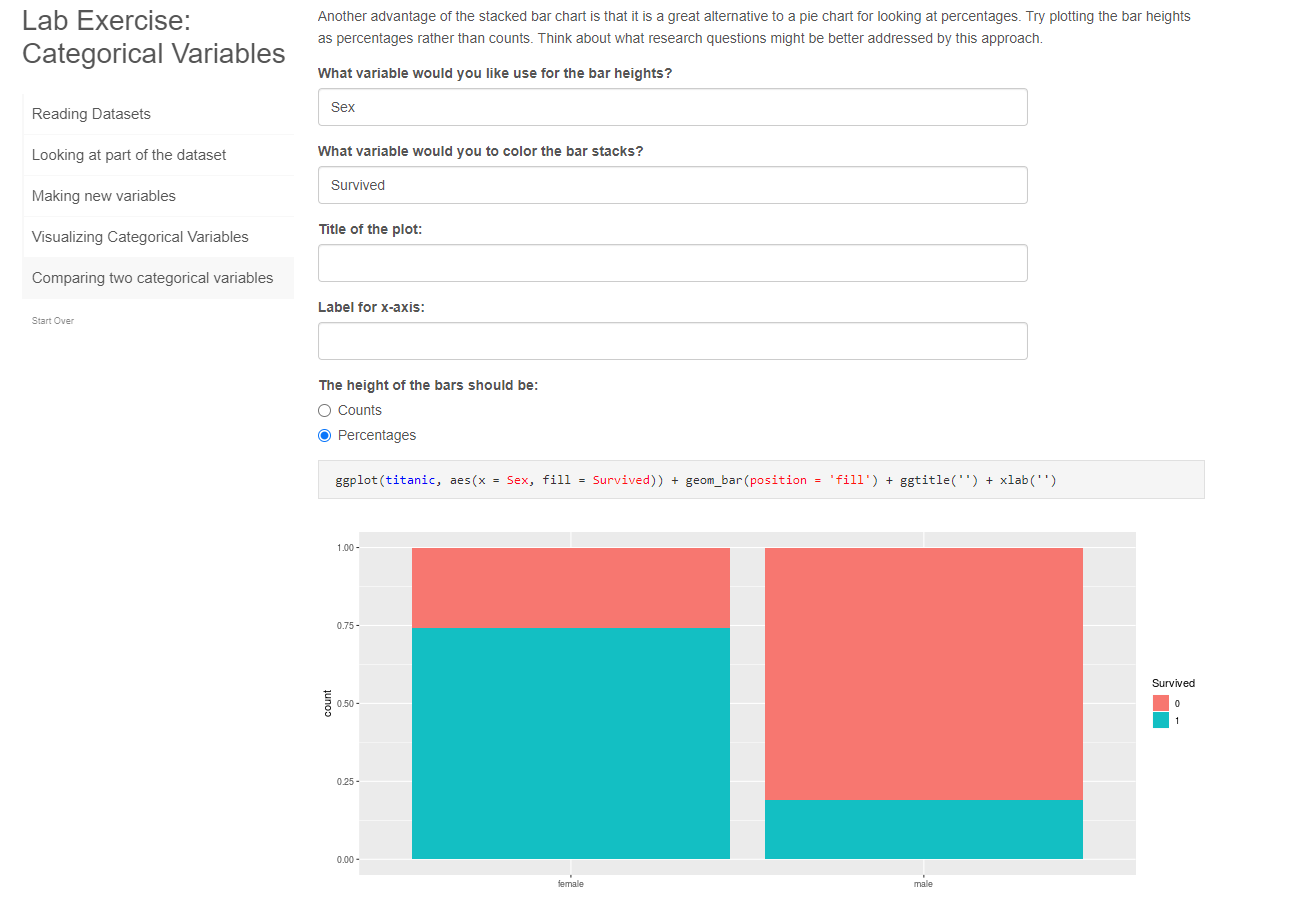 Lab Exercise:
Categorical Variables
Reading Datasets
Looking at part of the dataset
Making new variables
Visualizing Categorical Variables
Comparing two categorical variables
Start Over
Another advantage of the stacked bar chart is that it is a great alternative to a pie chart for looking at percentages. Try plotting the bar heights
as percentages rather than counts. Think about what research questions might be better addressed by this approach.
What variable would you like use for the bar heights?
Sex
What variable would you to color the bar stacks?
Survived
Title of the plot:
Label for x-axis:
The height of the bars should be:
Counts
Percentages
ggplot(titanic, aes(x = Sex, fill = Survived)) + geom_bar(position = 'fill') + ggtitle('') + xlab('')
1.00
0.75
0.50
0.25
0.00
count
female
male
Survived
0
1